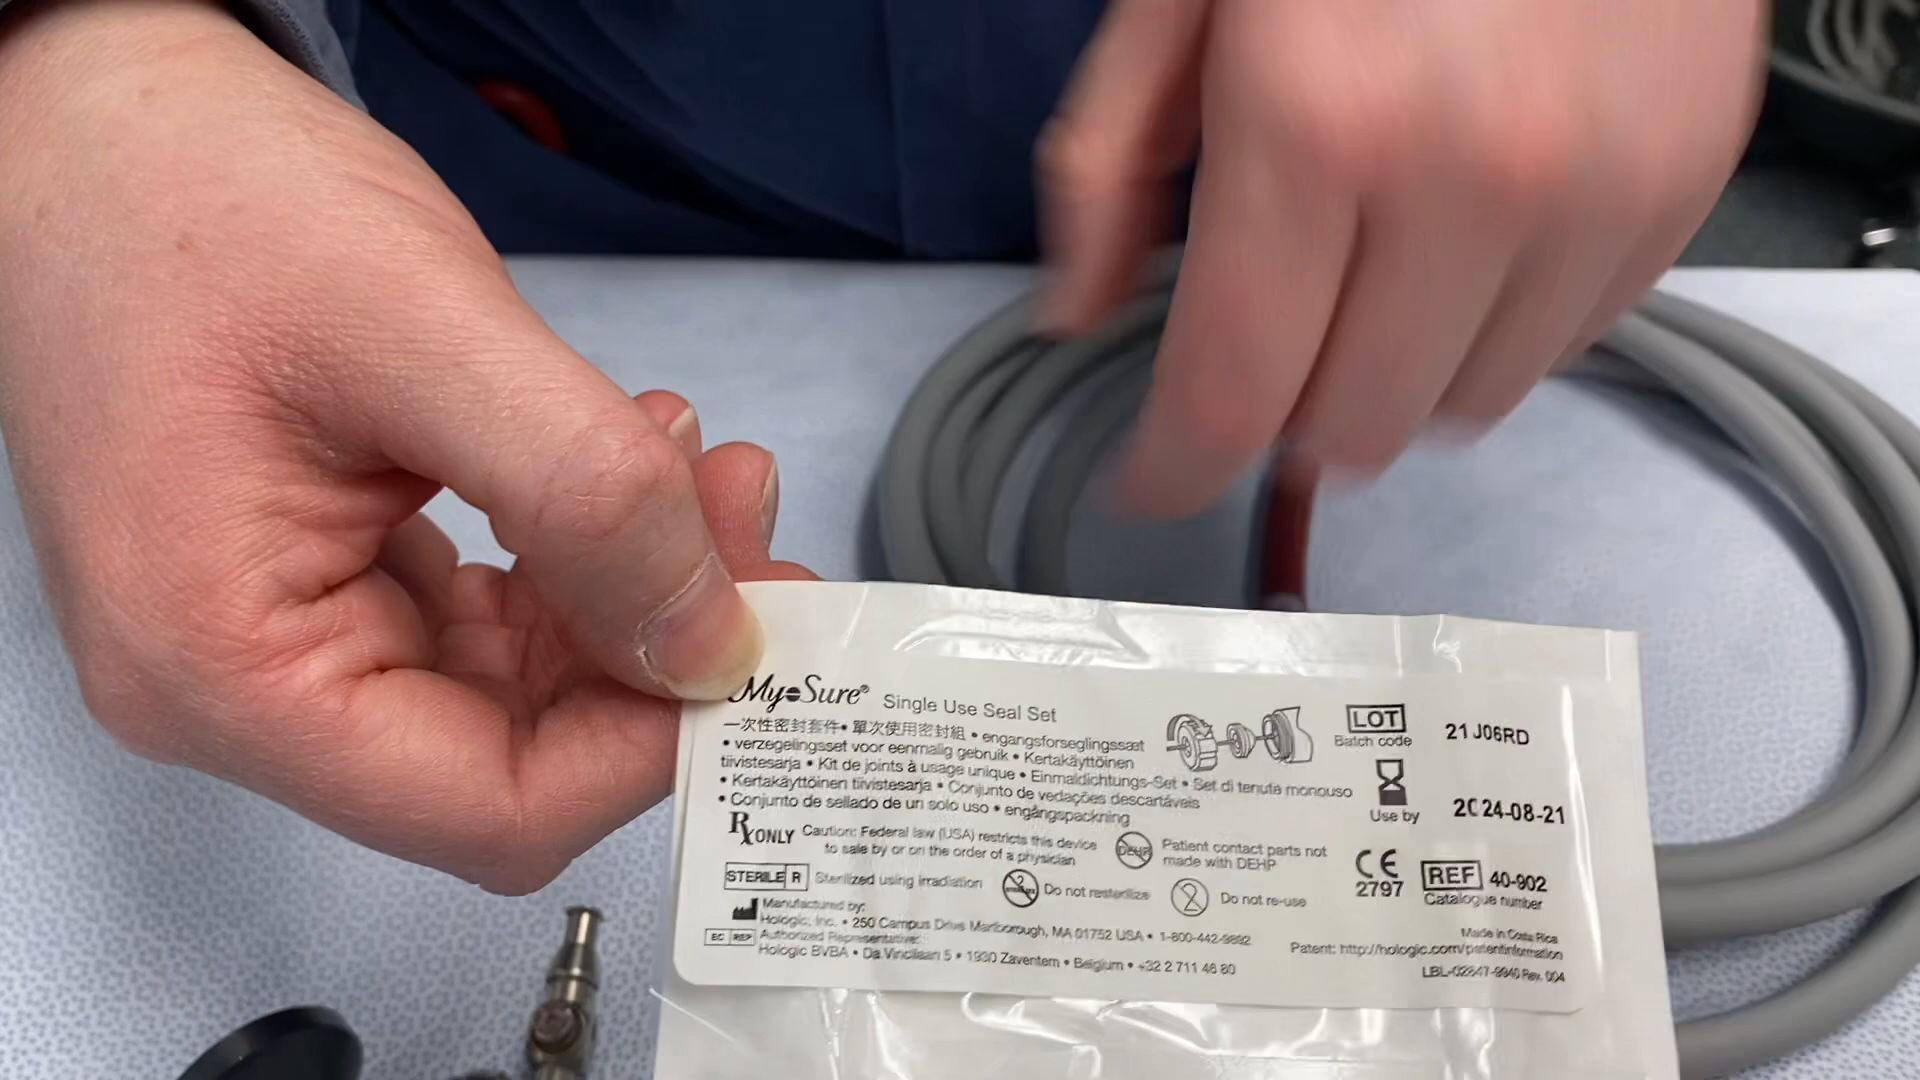 MyoSure® Single Use Seal Set
一次性密封套件• 單次使用密封組 • engangsforseglingssæt
• verzegelingsset voor eenmalig gebruik • Kertakäyttöinen
tiivistesarja • Kit de joints à usage unique • Einmaldichtungs-Set • Set di tenuta monouso
• Kertakäyttöinen tiivistesarja • Conjunto de vedações descartáveis
• Conjunto de sellado de un solo uso • engångspackning
Rx ONLY Caution: Federal law (USA) restricts this device
to sale by or on the order of a physician
DEHP Patient contact parts not
made with DEHP
STERILE R Sterilized using irradiation
2 Do not resterilize
2 Do not re-use
Manufactured by:
Hologic, Inc. • 250 Campus Drive Marlborough, MA 01752 USA • 1-800-442-9892
EC REP Authorized Representative:
Hologic BVBA • Da Vincilaan 5 • 1930 Zaventem • Belgium • +32 2 711 46 80
LOT 21J06RD
Batch code
2024-08-21
Use by
CE
2797
REF 40-902
Catalogue number
Made in Costa Rica
Patent: http://hologic.com/patentinformation
Rev. 004